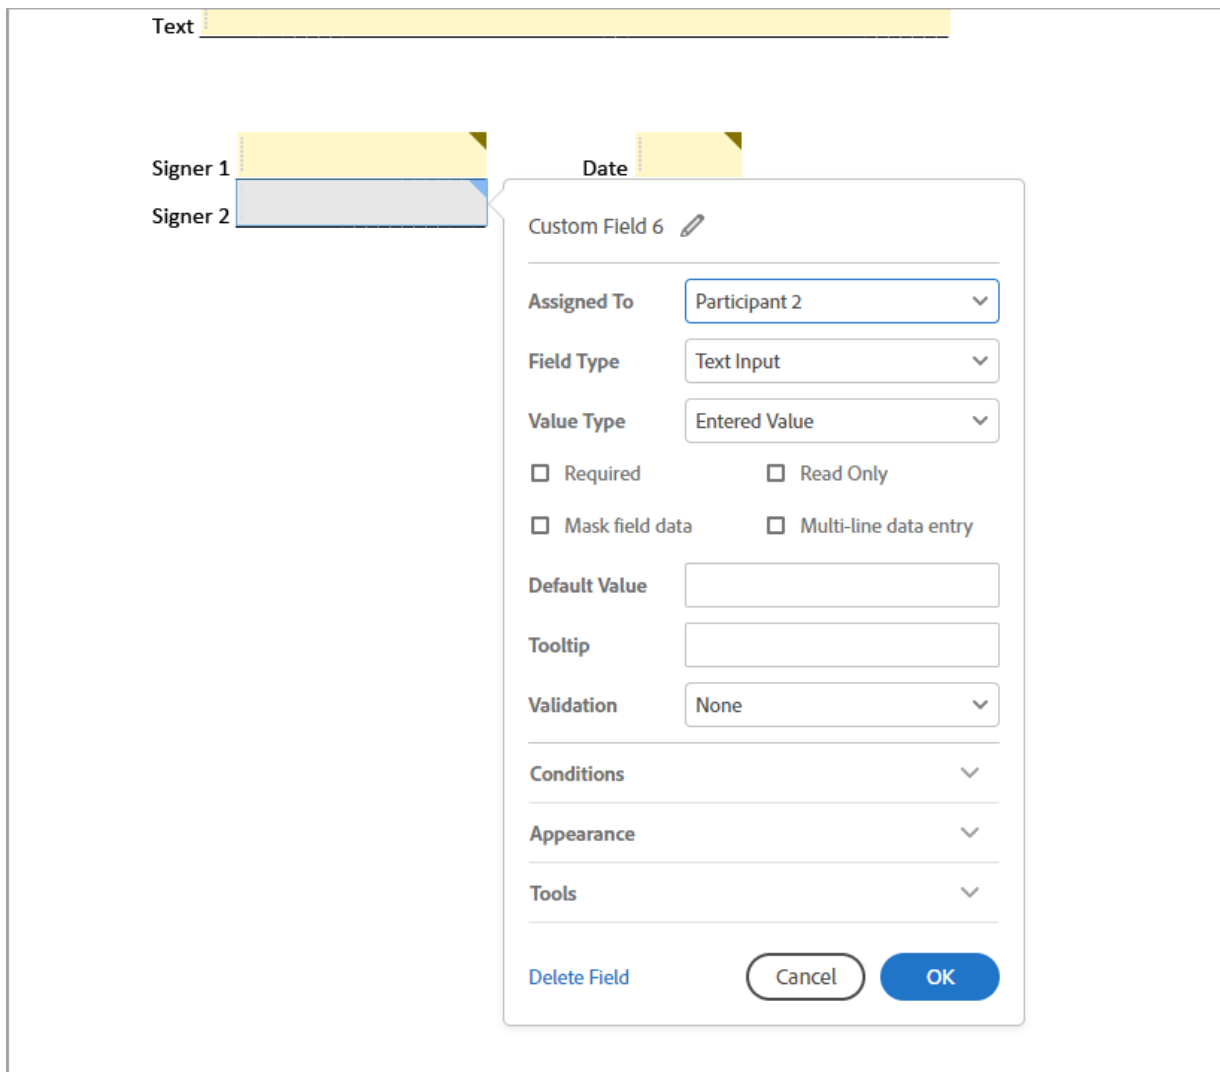 Text
Signer 1
Date
Signer 2
Custom Field 6
Assigned To Participant 2
Field Type Text Input
Value Type Entered Value
Required Read Only
Mask field data Multi-line data entry
Default Value
Tooltip
Validation None
Conditions
Appearance
Tools
Delete Field Cancel OK